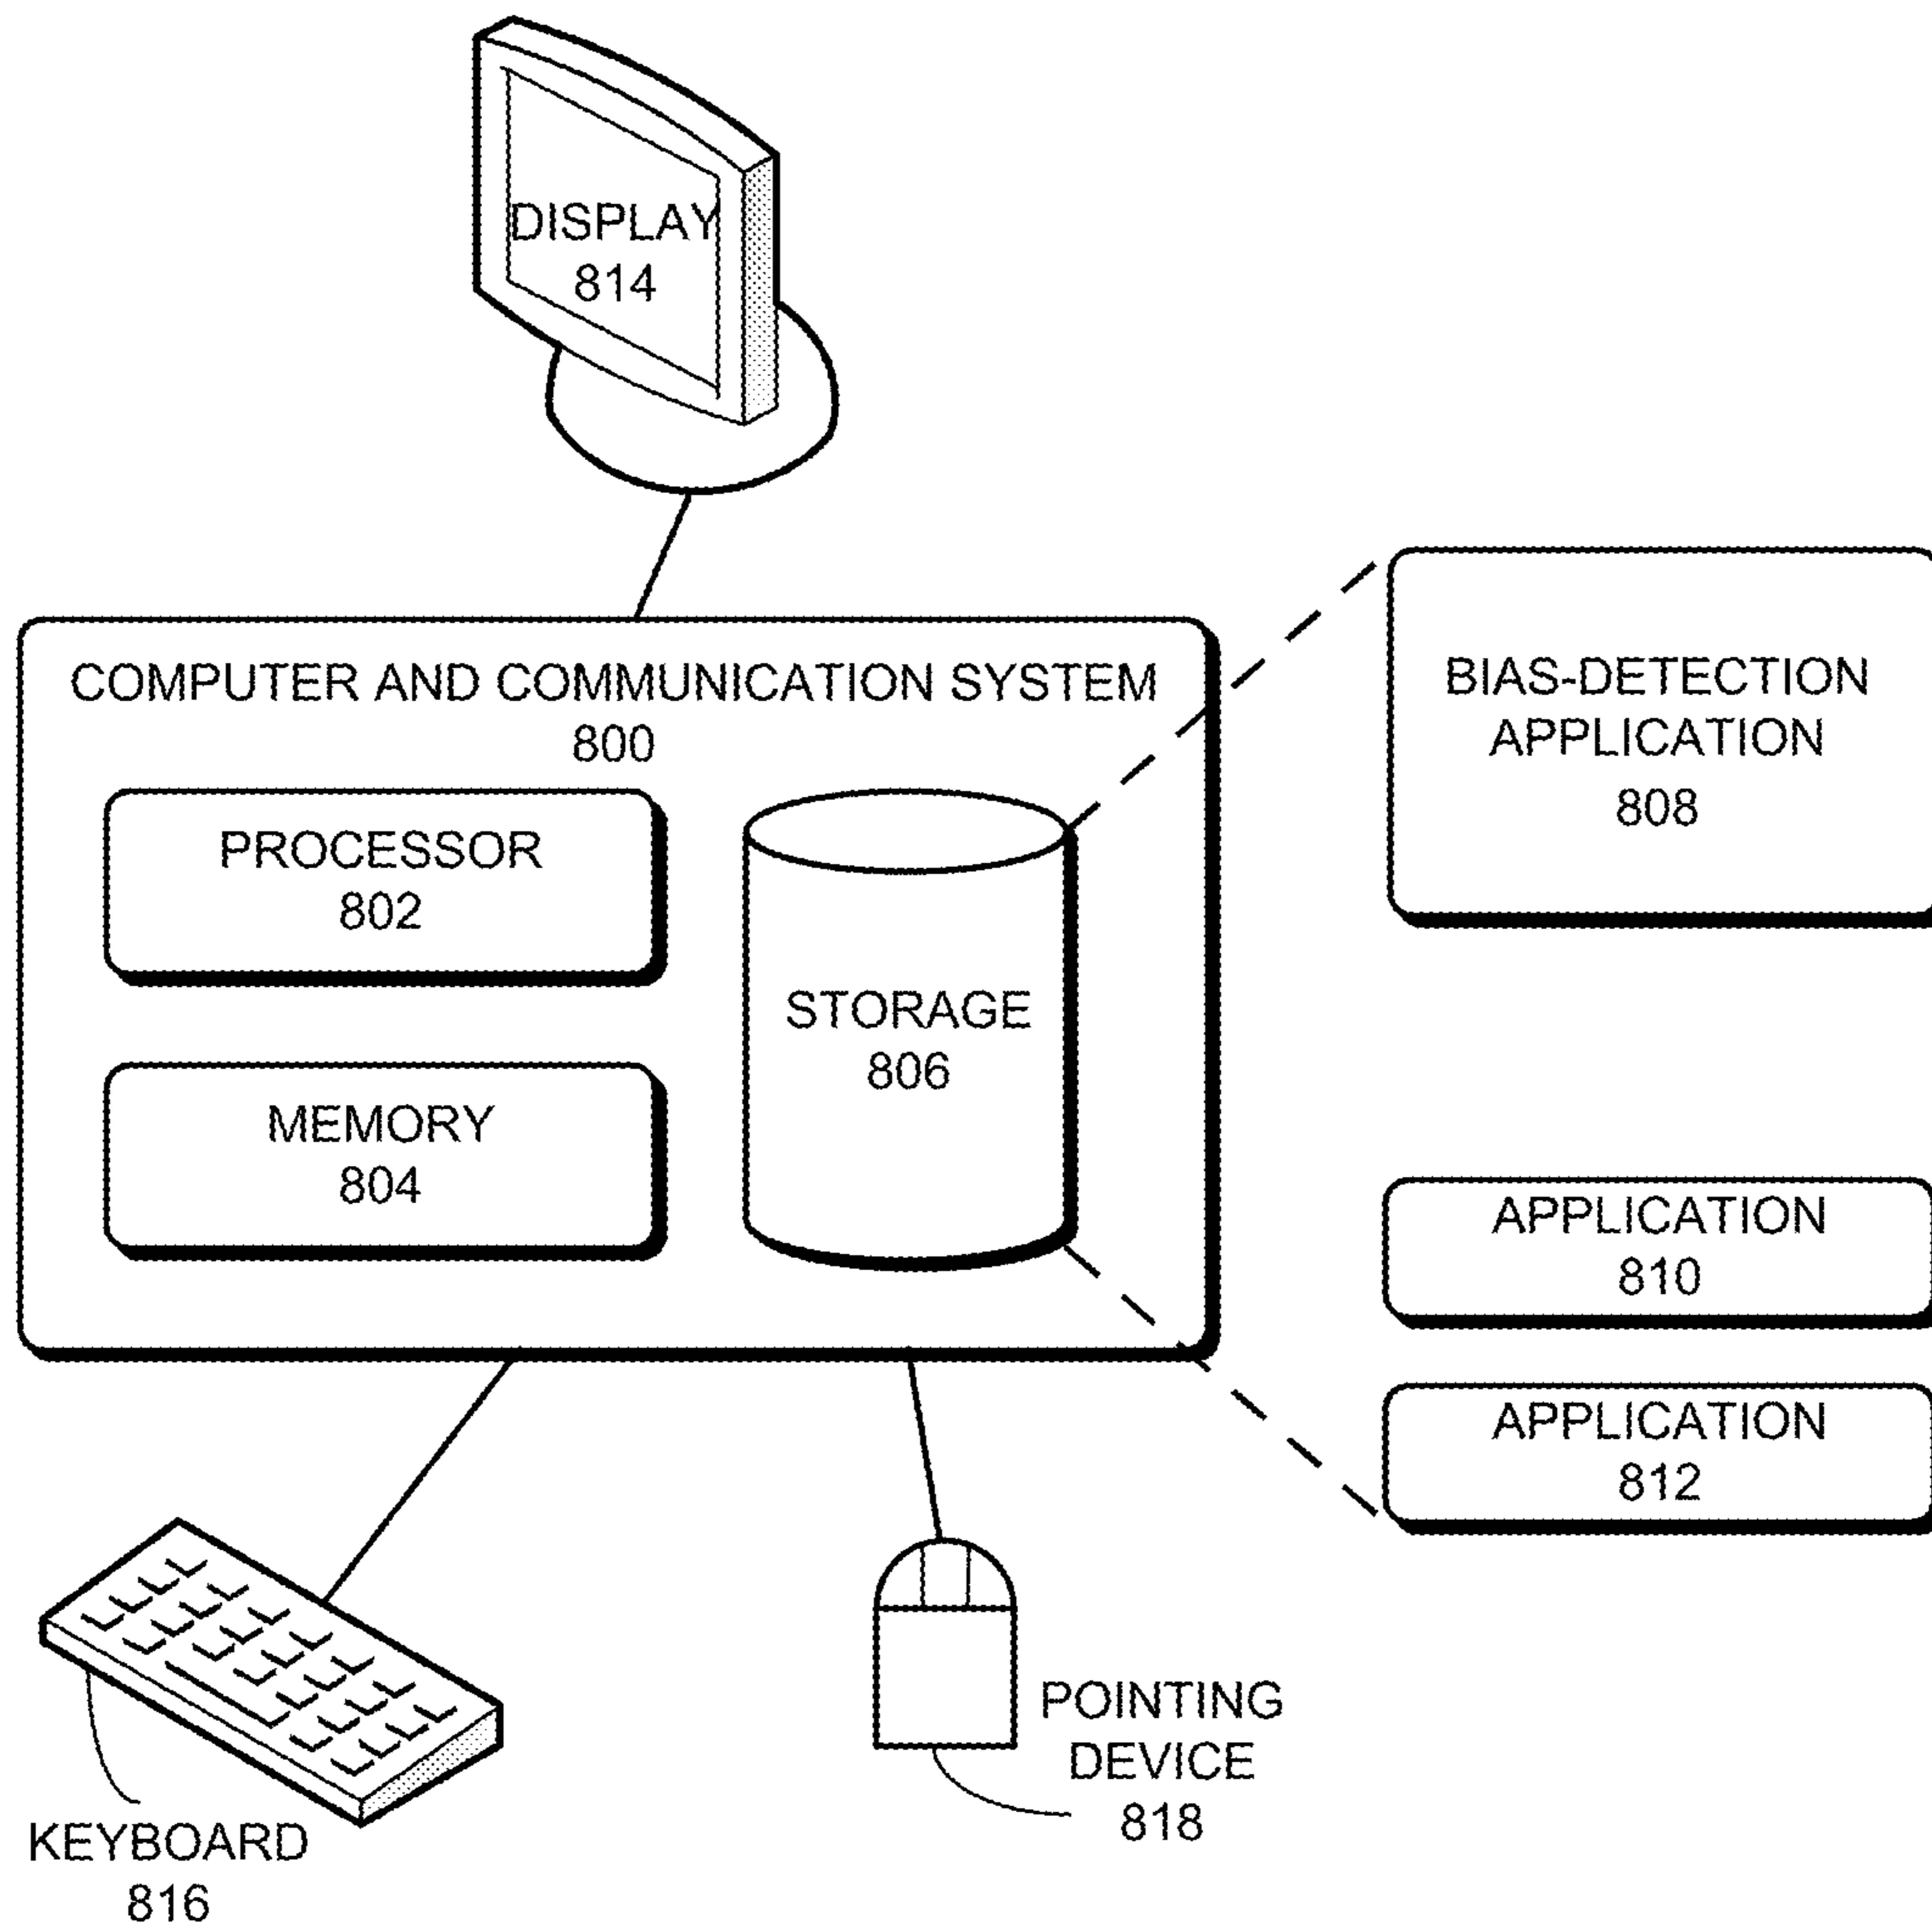 DISPLAY
814
COMPUTER AND COMMUNICATION SYSTEM
800
PROCESSOR
802
MEMORY
804
STORAGE
806
BIAS-DETECTION
APPLICATION
808
APPLICATION
810
APPLICATION
812
KEYBOARD
816
POINTING
DEVICE
818